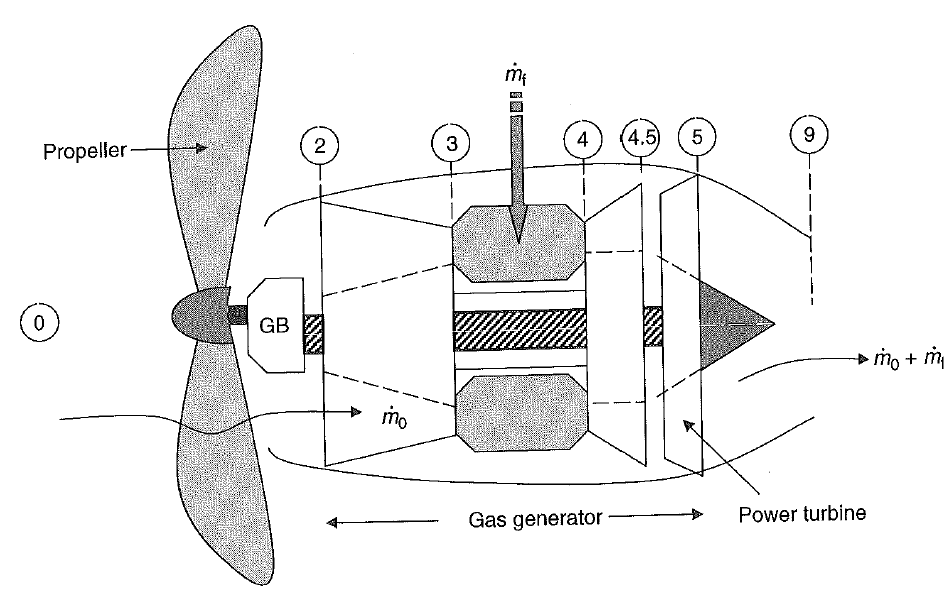 ṁf
2
3
4
4.5
5
9
Propeller
0
GB
ṁ0 + ṁf
ṁ0
Gas generator
Power turbine